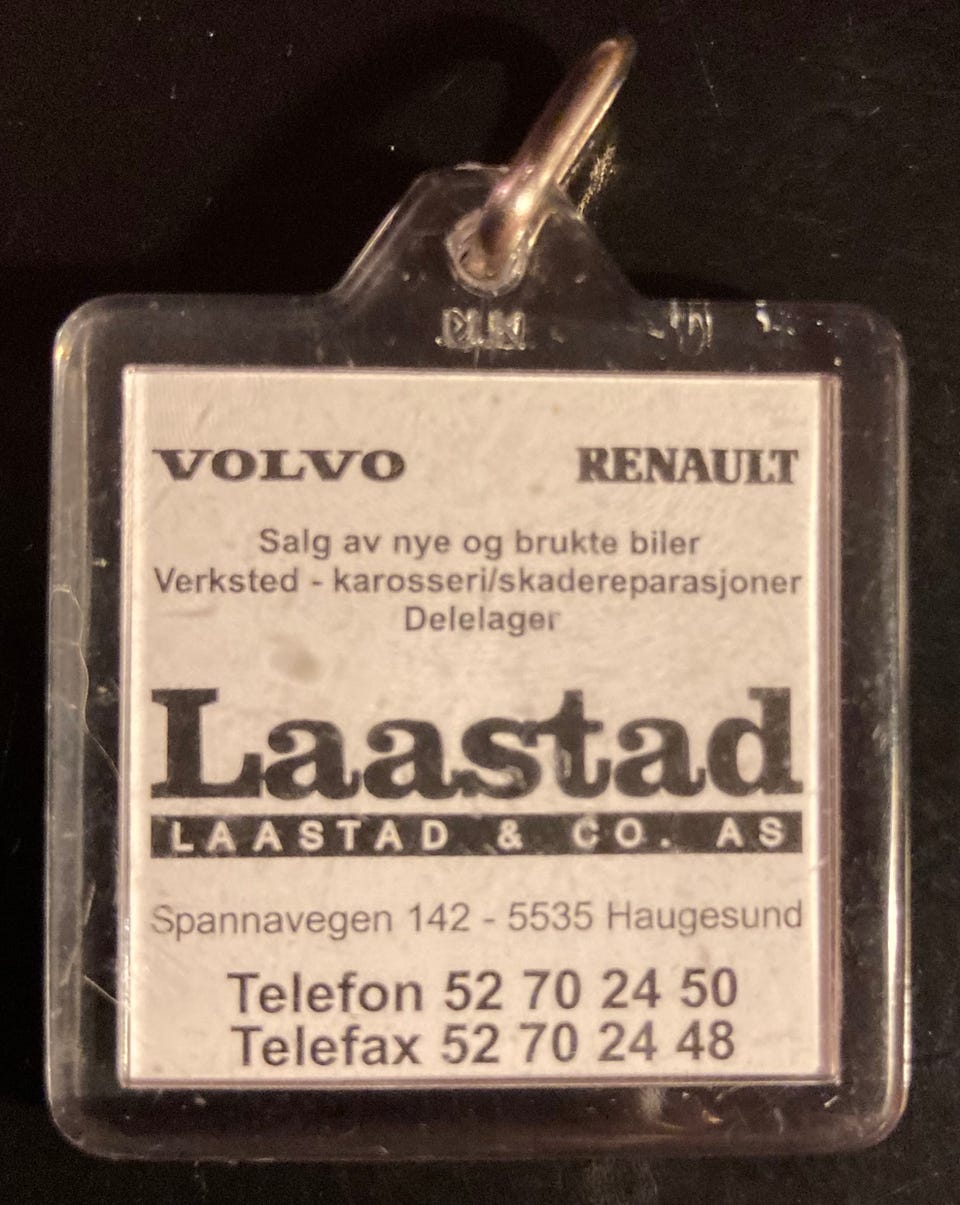 VOLVO RENAULT
Salg av nye og brukte biler
Verksted - karosseri/skadereparasjoner
Delelager
Laastad
LAASTAD & CO. AS
Spannavegen 142 - 5535 Haugesund
Telefon 52 70 24 50
Telefax 52 70 24 48